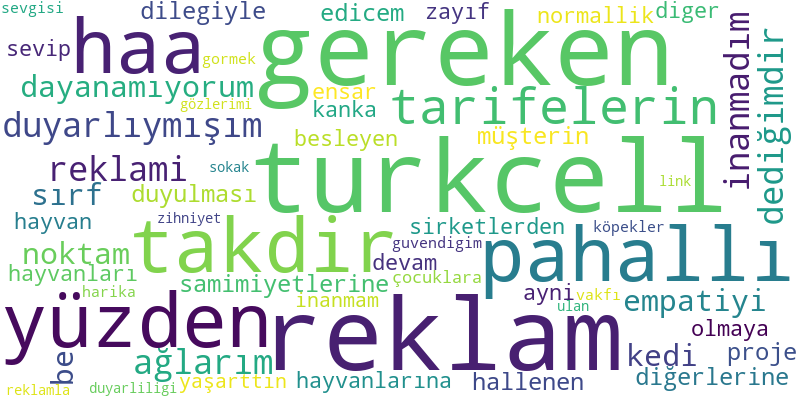 sevgisi
dilegiyle
edicem
zayıf
normallik
diger
sevip
haa
gormek
gereken
inanmadım
dediğimdir
dayanamıyorum
gözlerimi
ensar
kanka
tarifelerin
duyarlıymışım
besleyen
müşterin
reklami
sokak
turkcell
link
sırf
duyulması
hayvan
zihniyet
takdir
sirketlerden
köpekler
noktam
guvendigim
pahallı
hayvanları
devam
çocuklara
samimiyetlerine
harika
yüzden
reklam
inanmam
ayni
vakfı
ulan
empatiyi
olmaya
be
ağlarım
kedi
proje
reklamla
duyarliligi
yaşarttın
hayvanlarına
hallenen
diğerlerine